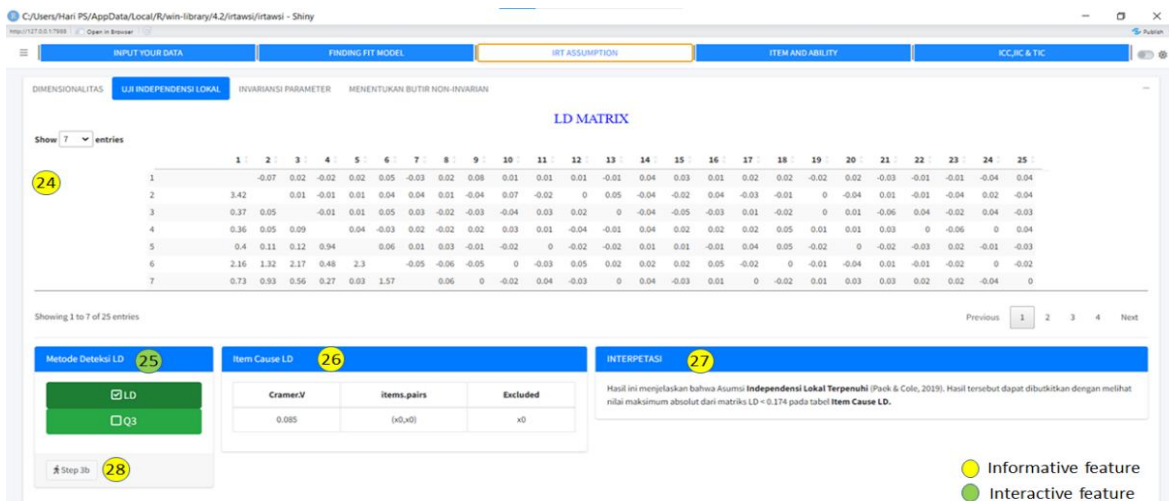 C:/Users/Hari PS/AppData/Local/R/win-library/4.2/irtawsi/irtawsi - Shiny
http://127.0.0.1:7988 Open in Browser Publish
INPUT YOUR DATA FINDING FIT MODEL IRT ASSUMPTION ITEM AND ABILITY ICC,IIC & TIC
DIMENSIONALITAS UJI INDEPENDENSI LOKAL INVARIANSI PARAMETER MENENTUKAN BUTIR NON-INVARIAN
LD MATRIX
Show 7 entries
1 2 3 4 5 6 7 8 9 10 11 12 13 14 15 16 17 18 19 20 21 22 23 24 25
24
1 -0.07 0.02 -0.02 0.02 0.05 -0.03 0.02 0.08 0.01 0.01 0.01 -0.01 0.04 0.03 0.01 0.02 0.02 -0.02 0.02 -0.03 -0.01 -0.01 -0.04 0.04
2 3.42 0.01 -0.01 0.01 0.04 0.04 0.01 -0.04 0.07 -0.02 0 0.05 -0.04 -0.02 0.04 -0.03 -0.01 0 -0.04 0.01 -0.01 -0.04 0.02 -0.04
3 0.37 0.05 -0.01 0.01 0.05 0.03 -0.02 -0.03 -0.04 0.03 0.02 0 -0.04 -0.05 -0.03 0.01 -0.02 0 0.01 -0.06 0.04 -0.02 0.04 -0.03
4 0.36 0.05 0.09 0.04 -0.03 0.02 -0.02 0.02 0.03 0.01 -0.04 -0.01 0.04 0.02 0.02 0.02 0.05 0.01 0.01 0.03 0 -0.06 0 0.04
5 0.4 0.11 0.12 0.94 0.06 0.01 0.03 -0.01 -0.02 0 -0.02 -0.02 0.01 0.01 -0.01 0.04 0.05 -0.02 0 -0.02 -0.03 0.02 -0.01 -0.03
6 2.16 1.32 2.17 0.48 2.3 -0.05 -0.06 -0.05 0 -0.03 0.05 0.02 0.02 0.02 0.05 -0.02 0 -0.01 -0.04 0.01 -0.01 -0.02 0 -0.02
7 0.73 0.93 0.56 0.27 0.03 1.57 0.06 0 -0.02 0.04 -0.03 0 0.04 -0.03 0.01 0 -0.02 0.01 0.03 0.03 0.02 0.02 -0.04 0
Showing 1 to 7 of 25 entries Previous 1 2 3 4 Next
Metode Deteksi LD 25
LD
Q3
Step 3b 28
Item Cause LD 26
Cramer.V items.pairs Excluded
0.085 (x0,x0) x0
INTERPETASI 27
Hasil ini menjelaskan bahwa Asumsi Independensi Lokal Terpenuhi (Paek & Cole, 2019). Hasil tersebut dapat dibutkitkan dengan melihat
nilai maksimum absolut dari matriks LD < 0.174 pada tabel Item Cause LD.
Informative feature
Interactive feature